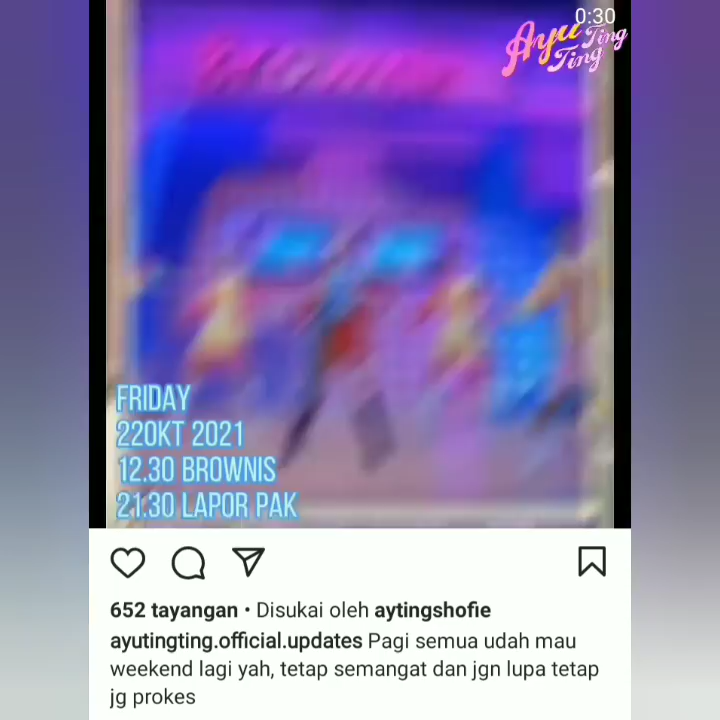 0:30
Ayu
Ting
Ting
FRIDAY
22OKT 2021
12.30 BROWNIS
21.30 LAPOR PAK
652 tayangan • Disukai oleh aytingshofie
ayutingting.official.updates Pagi semua udah mau
weekend lagi yah, tetap semangat dan jgn lupa tetap
jg prokes